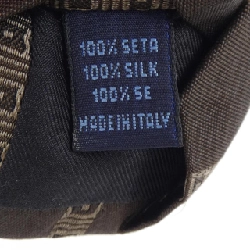 100% SETA
100% SILK
100% SE
MADE IN ITALY